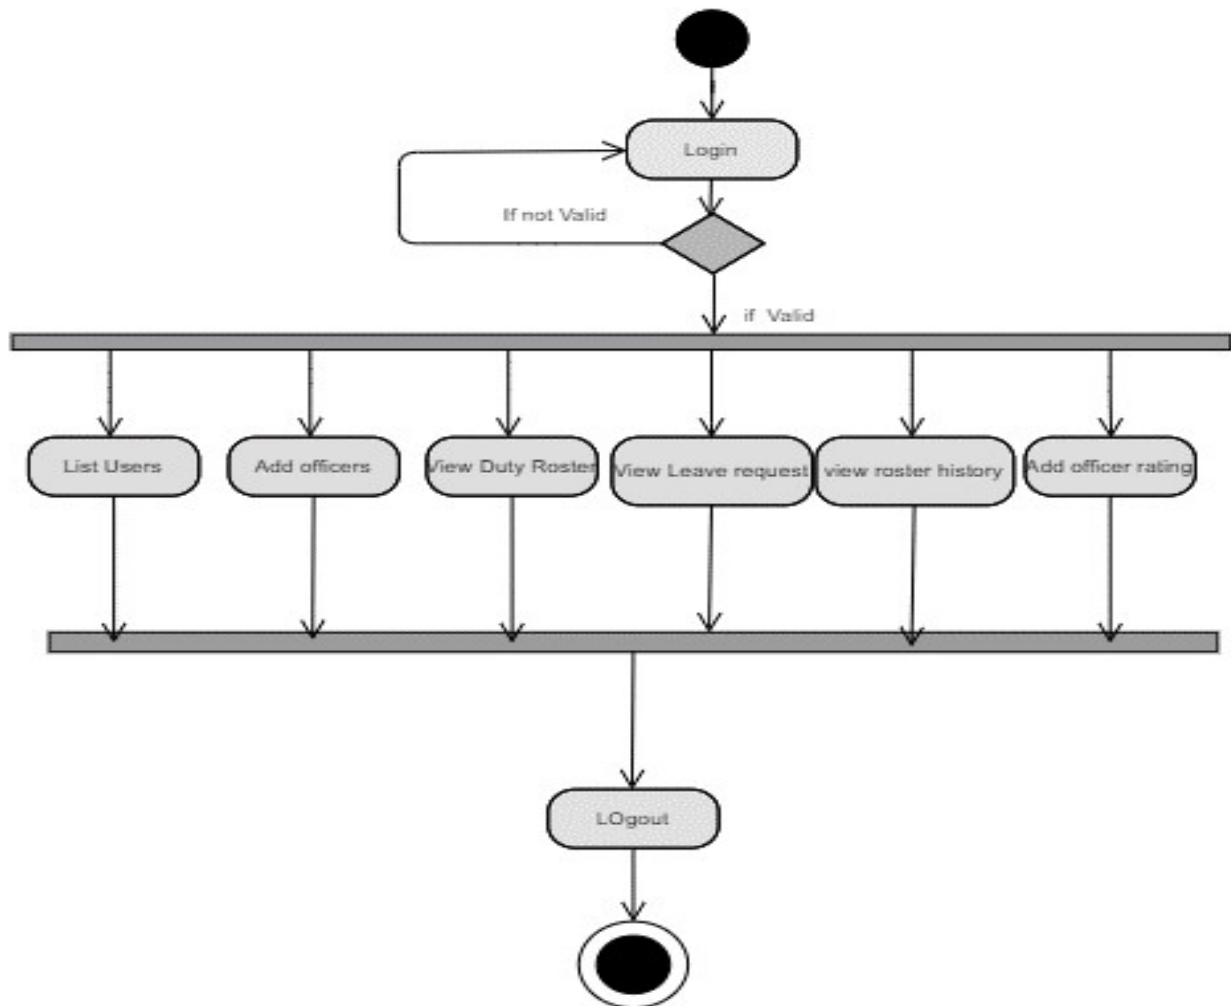 Login
If not Valid
if Valid
List Users
Add officers
View Duty Roster
View Leave request
view roster history
Add officer rating
LOgout